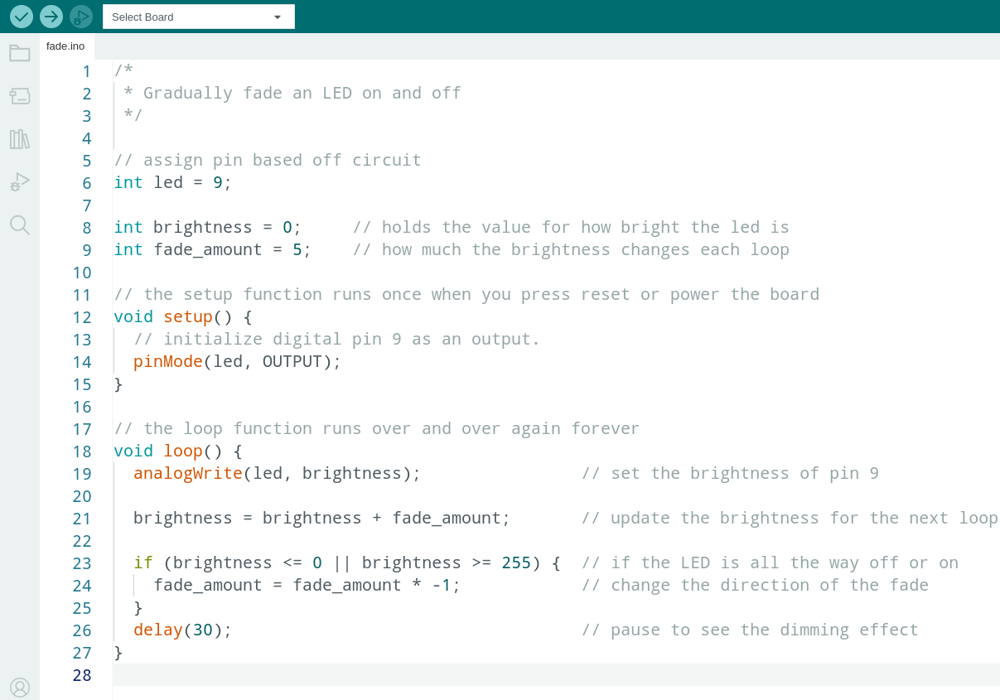 Select Board
fade.ino
1 /*
2  * Gradually fade an LED on and off
3  */
4
5 // assign pin based off circuit
6 int led = 9;
7
8 int brightness = 0;     // holds the value for how bright the led is
9 int fade_amount = 5;    // how much the brightness changes each loop
10
11 // the setup function runs once when you press reset or power the board
12 void setup() {
13   // initialize digital pin 9 as an output.
14   pinMode(led, OUTPUT);
15 }
16
17 // the loop function runs over and over again forever
18 void loop() {
19   analogWrite(led, brightness);                // set the brightness of pin 9
20
21   brightness = brightness + fade_amount;       // update the brightness for the next loop
22
23   if (brightness <= 0 || brightness >= 255) {  // if the LED is all the way off or on
24     fade_amount = fade_amount * -1;            // change the direction of the fade
25   }
26   delay(30);                                   // pause to see the dimming effect
27 }
28